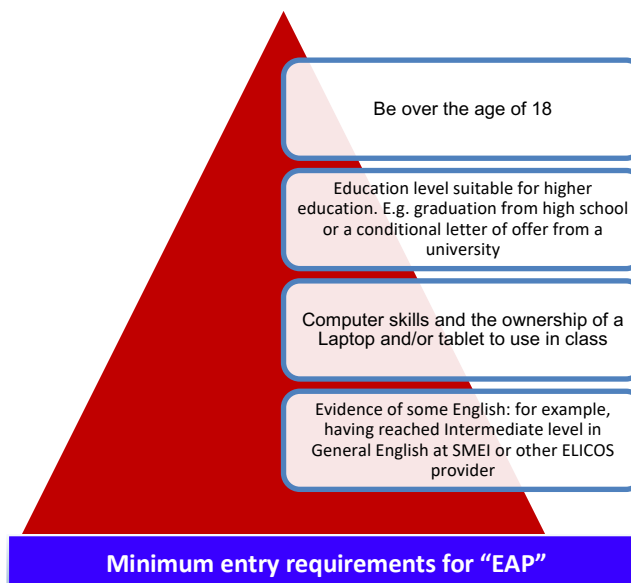 Be over the age of 18
Education level suitable for higher
education. E.g. graduation from high school
or a conditional letter of offer from a
university
Computer skills and the ownership of a
Laptop and/or tablet to use in class
Evidence of some English: for example,
having reached Intermediate level in
General English at SMEI or other ELICOS
provider
Minimum entry requirements for “EAP”